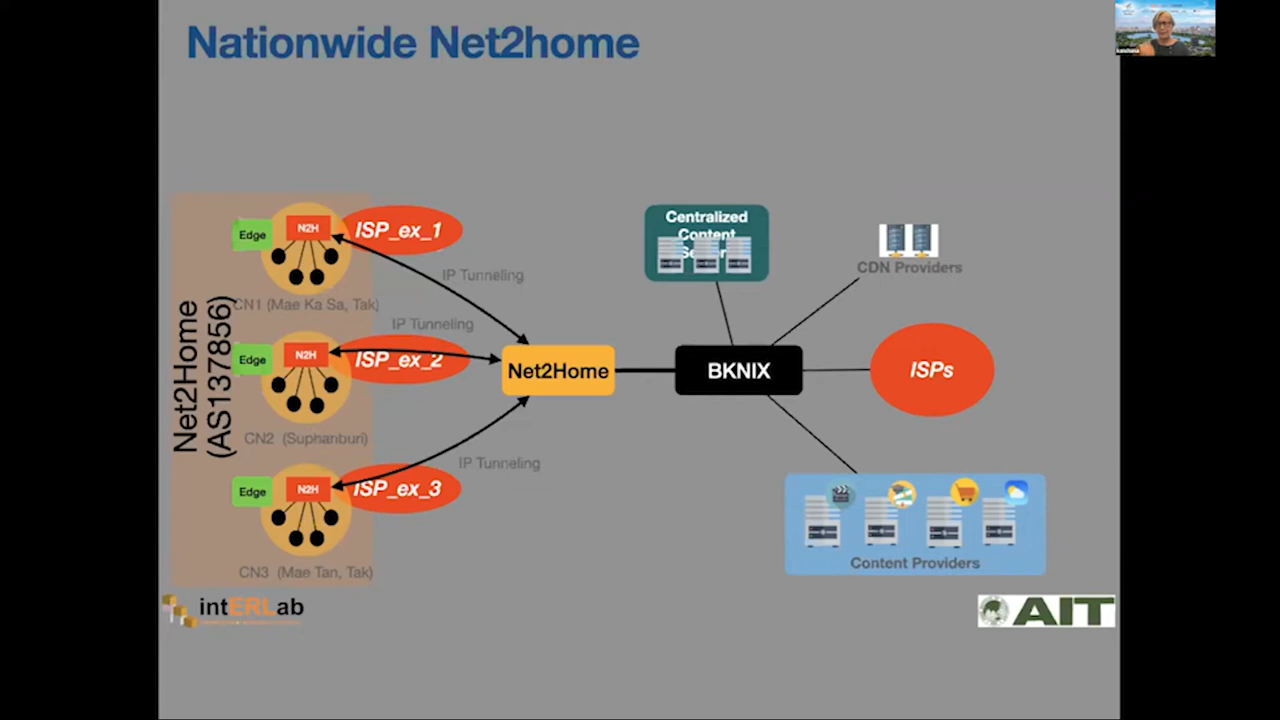 Nationwide Net2home
Net2Home
(AS137856)
Edge
N2H
ISP_ex_1
IP Tunneling
CN1 (Mae Ka Sa, Tak)
IP Tunneling
Edge
N2H
ISP_ex_2
CN2 (Suphanburi)
IP Tunneling
Edge
N2H
ISP_ex_3
CN3 (Mae Tan, Tak)
Net2Home
BKNIX
Centralized
Content
CDN Providers
ISPs
Content Providers
intERLab
AIT